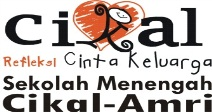 Cikal
Refleksi Cinta Keluarga
Sekolah Menengah
Cikal-Amri